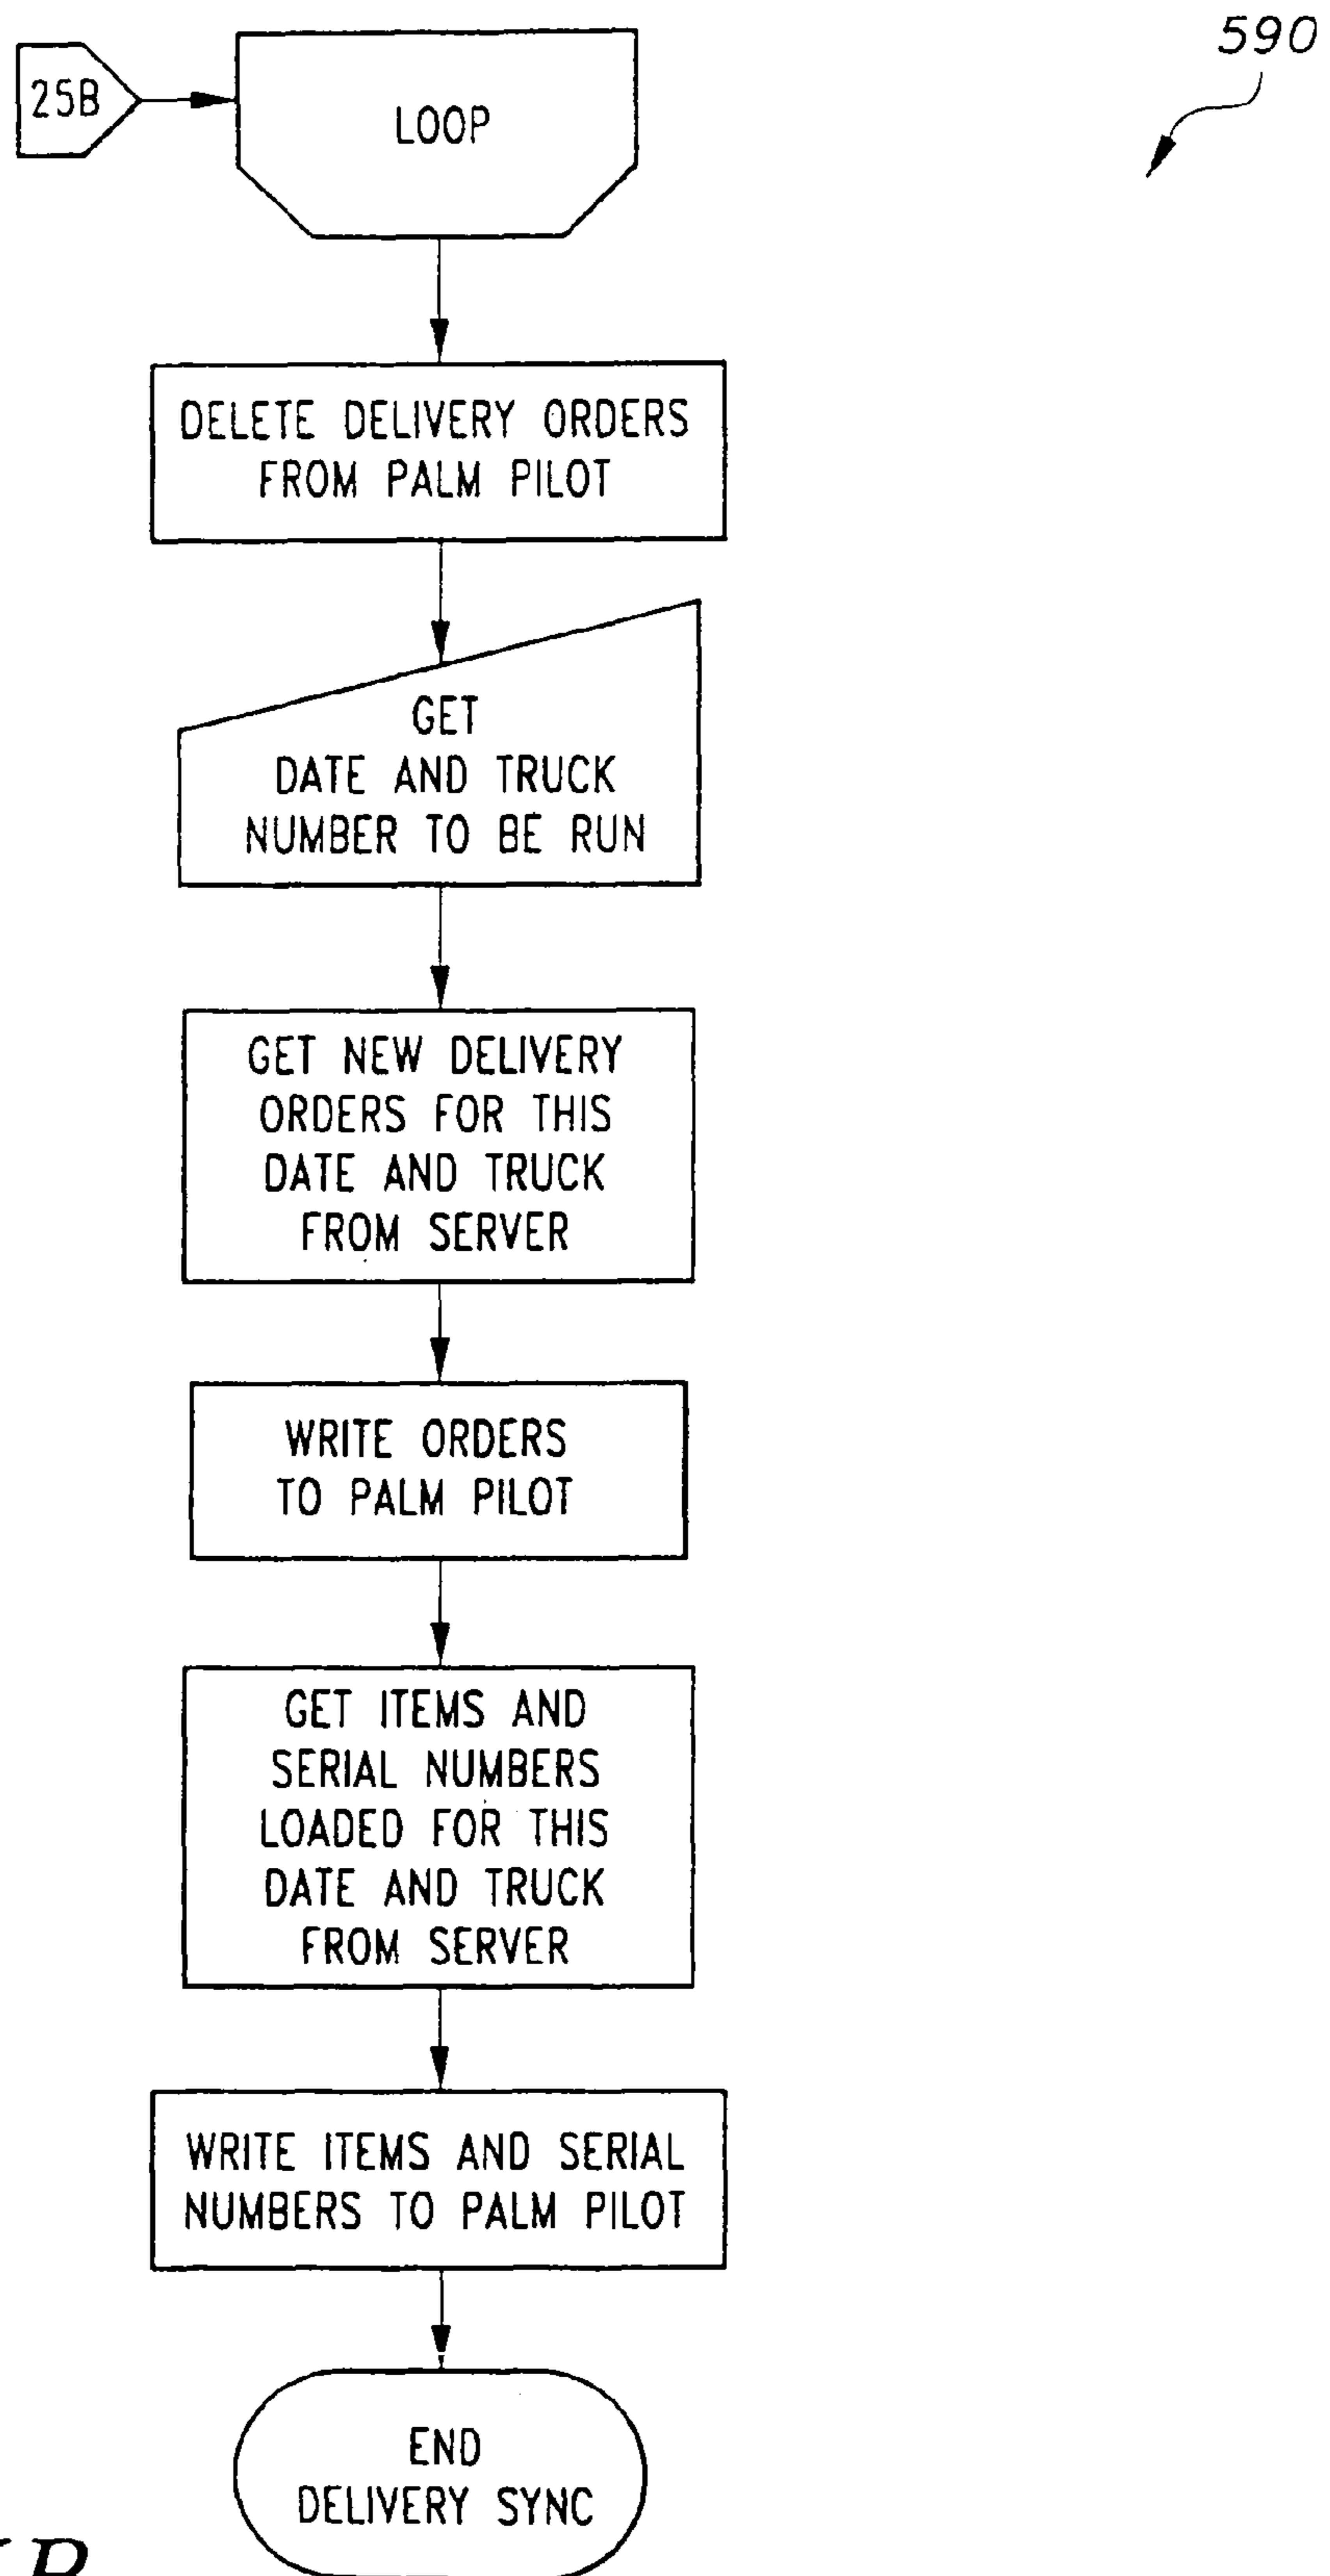 590
25B
LOOP
DELETE DELIVERY ORDERS
FROM PALM PILOT
GET
DATE AND TRUCK
NUMBER TO BE RUN
GET NEW DELIVERY
ORDERS FOR THIS
DATE AND TRUCK
FROM SERVER
WRITE ORDERS
TO PALM PILOT
GET ITEMS AND
SERIAL NUMBERS
LOADED FOR THIS
DATE AND TRUCK
FROM SERVER
WRITE ITEMS AND SERIAL
NUMBERS TO PALM PILOT
END
DELIVERY SYNC